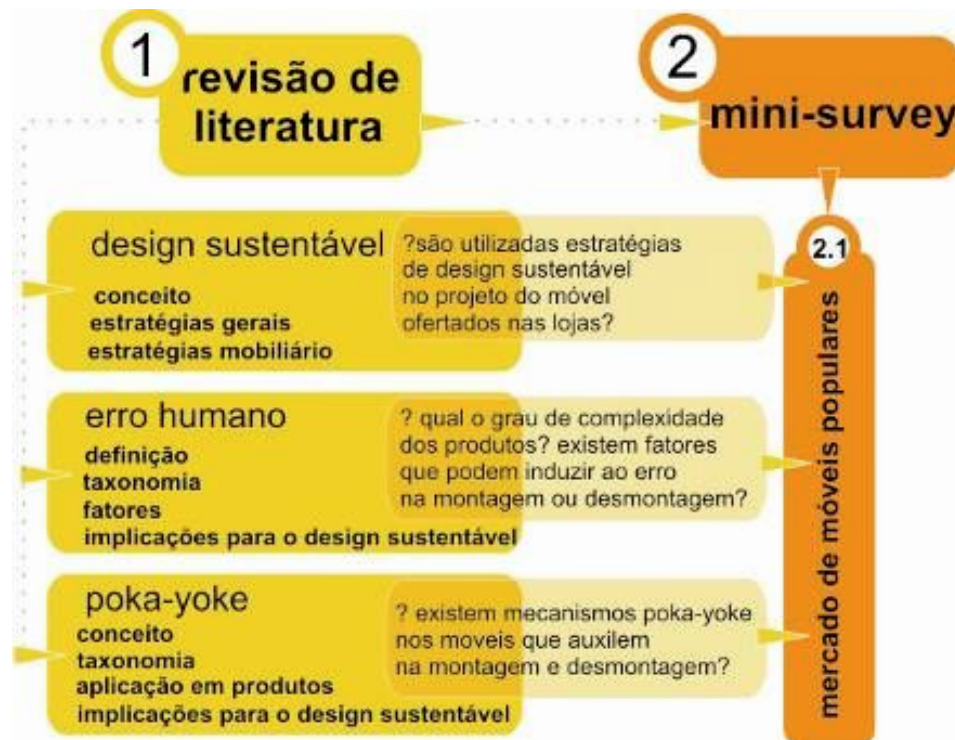 1
revisão de
literatura
2
mini-survey
design sustentável
conceito
estratégias gerais
estratégias mobiliário
?são utilizadas estratégias
de design sustentável
no projeto do móvel
ofertados nas lojas?
erro humano
definição
taxonomia
fatores
implicações para o design sustentável
? qual o grau de complexidade
dos produtos? existem fatores
que podem induzir ao erro
na montagem ou desmontagem?
poka-yoke
conceito
taxonomia
aplicação em produtos
implicações para o design sustentável
? existem mecanismos poka-yoke
nos moveis que auxilem
na montagem e desmontagem?
2.1
mercado de móveis populares